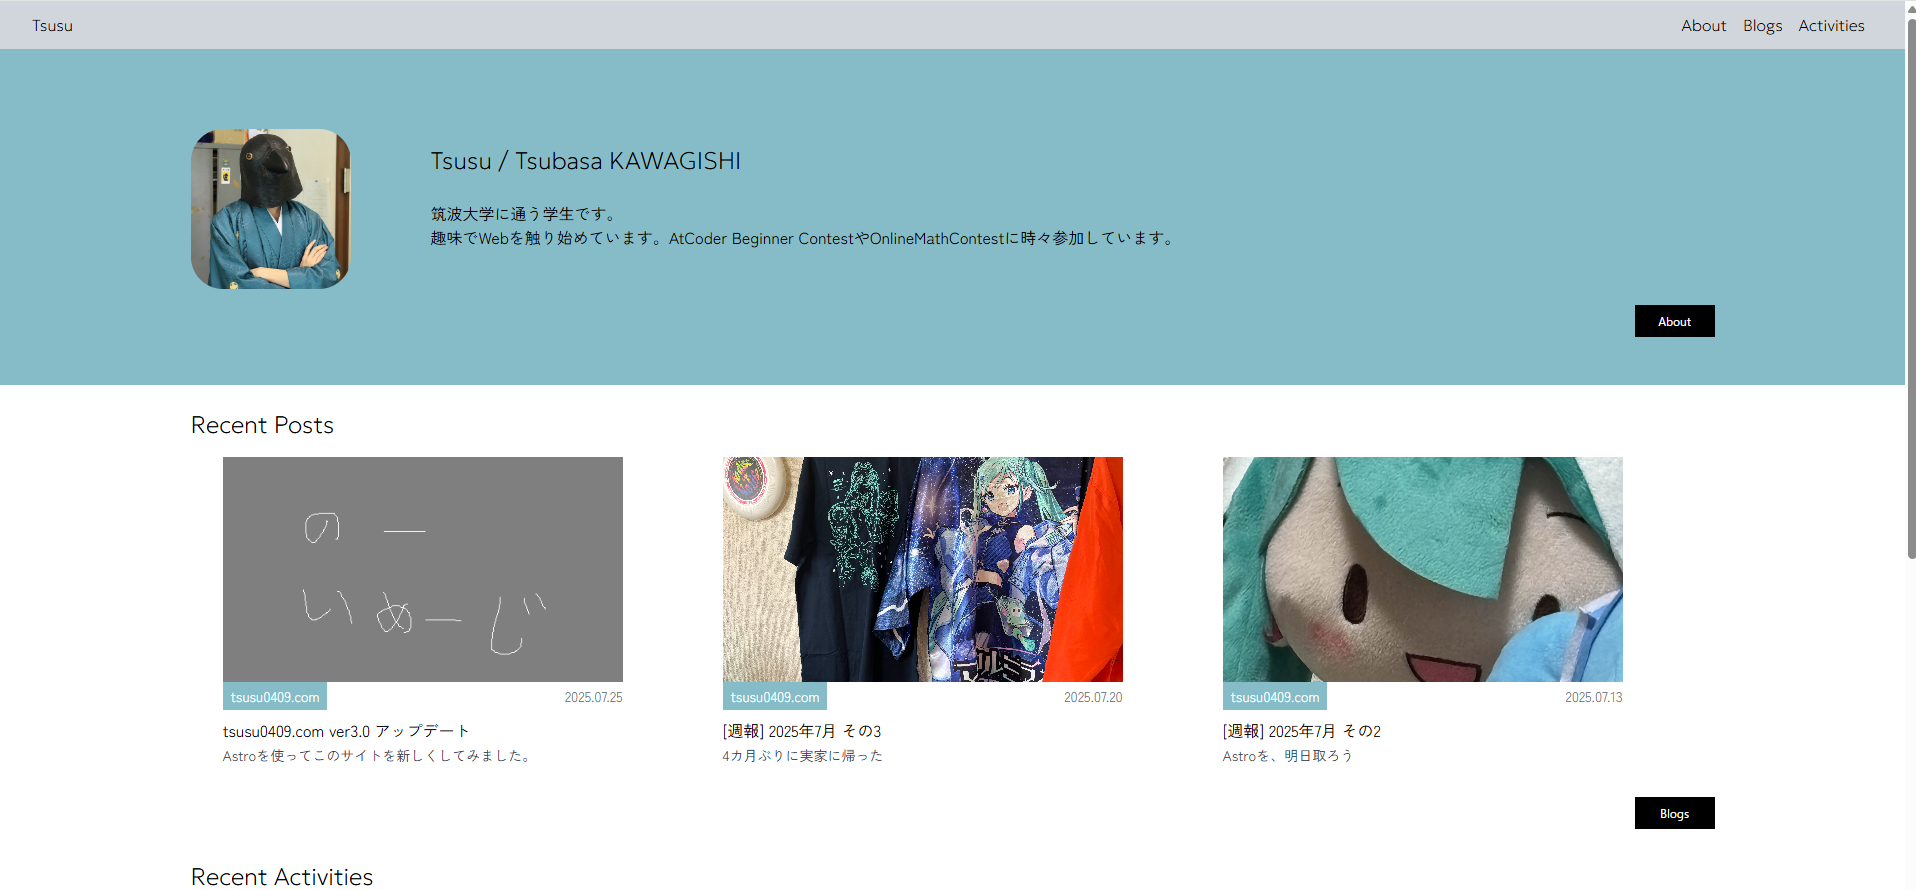 Tsusu
About Blogs Activities
Tsusu / Tsubasa KAWAGISHI
筑波大学に通う学生です。
趣味でWebを触り始めています。AtCoder Beginner ContestやOnlineMathContestに時々参加しています。
About
Recent Posts
のー
いめーじ
tsusu0409.com 2025.07.25
tsusu0409.com ver3.0 アップデート
Astroを使ってこのサイトを新しくしてみました。
tsusu0409.com 2025.07.20
[週報] 2025年7月 その3
4カ月ぶりに実家に帰った
tsusu0409.com 2025.07.13
[週報] 2025年7月 その2
Astroを、明日取ろう
Blogs
Recent Activities